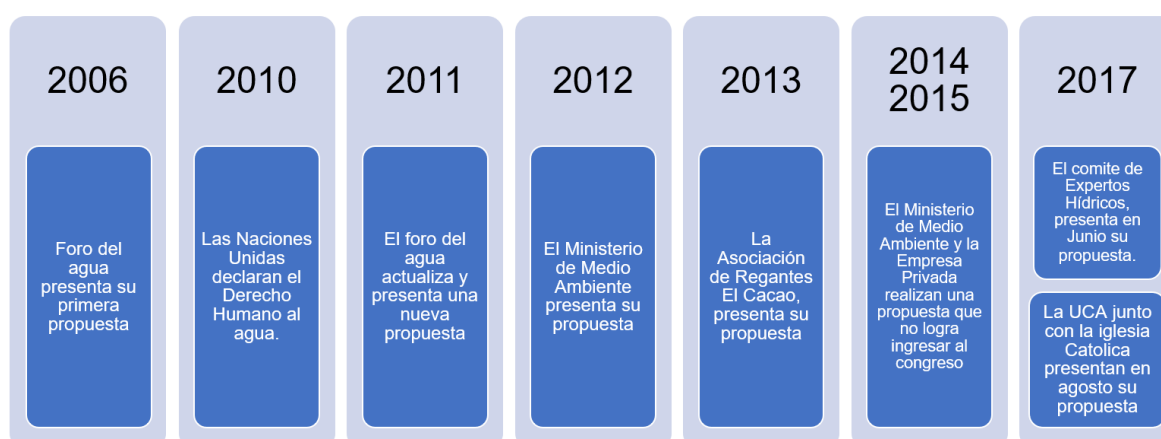 2006
Foro del
agua
presenta su
primera
propuesta
2010
Las Naciones
Unidas
declaran el
Derecho
Humano al
agua.
2011
El foro del
agua
actualiza y
presenta una
nueva
propuesta
2012
El Ministerio
de Medio
Ambiente
presenta su
propuesta
2013
La
Asociación
de Regantes
El Cacao,
presenta su
propuesta
2014
2015
El Ministerio
de Medio
Ambiente y la
Empresa
Privada
realizan una
propuesta que
no logra
ingresar al
congreso
2017
El comite de
Expertos
Hídricos,
presenta en
Junio su
propuesta.
La UCA junto
con la iglesia
Catolica
presentan en
agosto su
propuesta